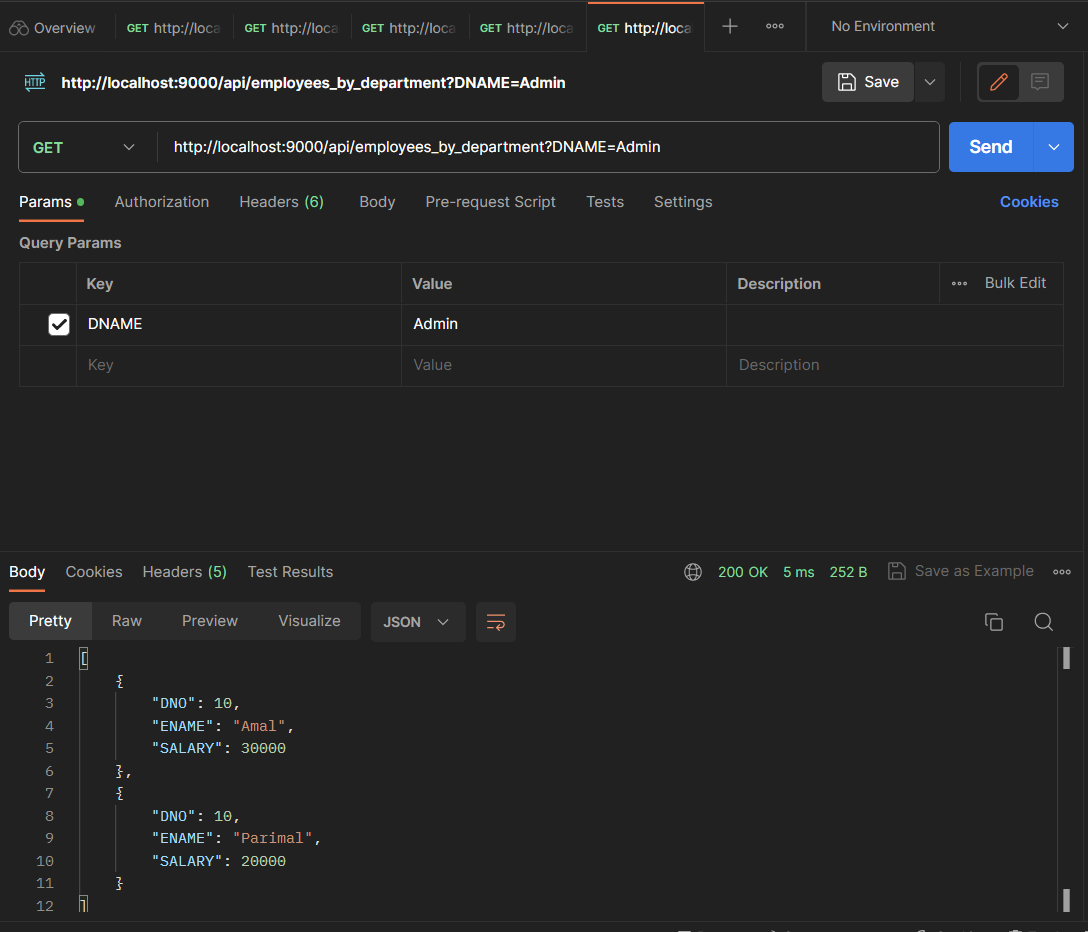 Overview GET http://loca GET http://loca GET http://loca GET http://loca GET http://loca No Environment
HTTP http://localhost:9000/api/employees_by_department?DNAME=Admin Save
GET http://localhost:9000/api/employees_by_department?DNAME=Admin Send
Params Authorization Headers (6) Body Pre-request Script Tests Settings Cookies
Query Params
Key Value Description Bulk Edit
DNAME Admin
Key Value Description
Body Cookies Headers (5) Test Results 200 OK 5 ms 252 B Save as Example
Pretty Raw Preview Visualize JSON
1 [
2 {
3 "DNO": 10,
4 "ENAME": "Amal",
5 "SALARY": 30000
6 },
7 {
8 "DNO": 10,
9 "ENAME": "Parimal",
10 "SALARY": 20000
11 }
12 ]